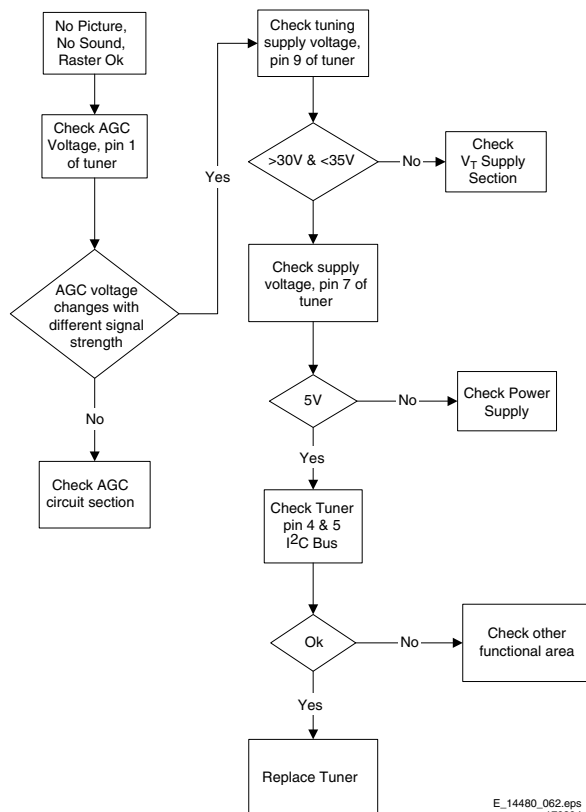 No Picture,
No Sound,
Raster Ok
Check AGC
Voltage, pin 1
of tuner
AGC voltage
changes with
different signal
strength
No
Check AGC
circuit section
Yes
Check tuning
supply voltage,
pin 9 of tuner
>30V & <35V
No
Check
VT Supply
Section
Check supply
voltage, pin 7 of
tuner
5V
No
Check Power
Supply
Yes
Check Tuner
pin 4 & 5
I2C Bus
Ok
No
Check other
functional area
Yes
Replace Tuner
E_14480_062.eps